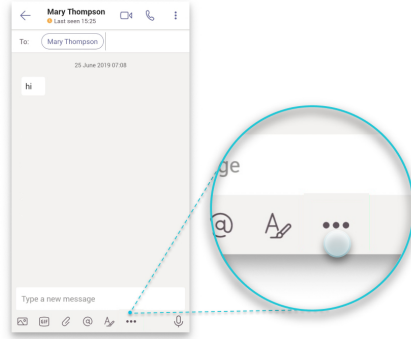 Mary Thompson
Last seen 15:25
To: Mary Thompson
25 June 2019 07:08
hi
Type a new message
GIF @ A
ge
@ A